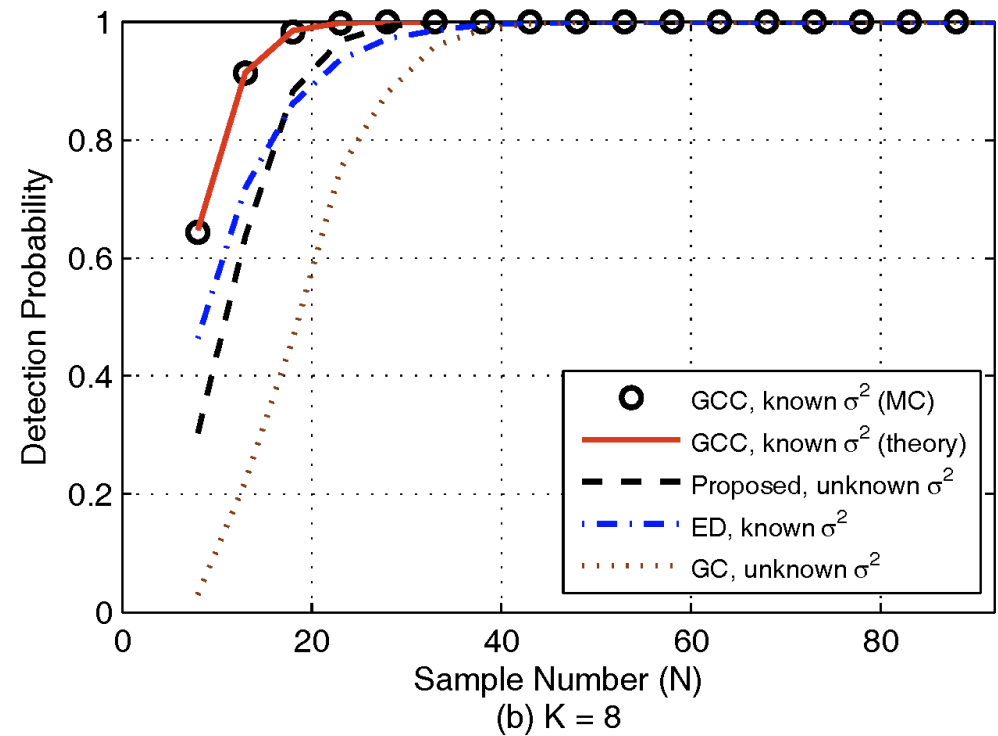 1
0.8
0.6
0.4
0.2
0
Detection Probability
GCC, known σ² (MC)
GCC, known σ² (theory)
Proposed, unknown σ²
ED, known σ²
GC, unknown σ²
0 20 40 60 80
Sample Number (N)
(b) K = 8